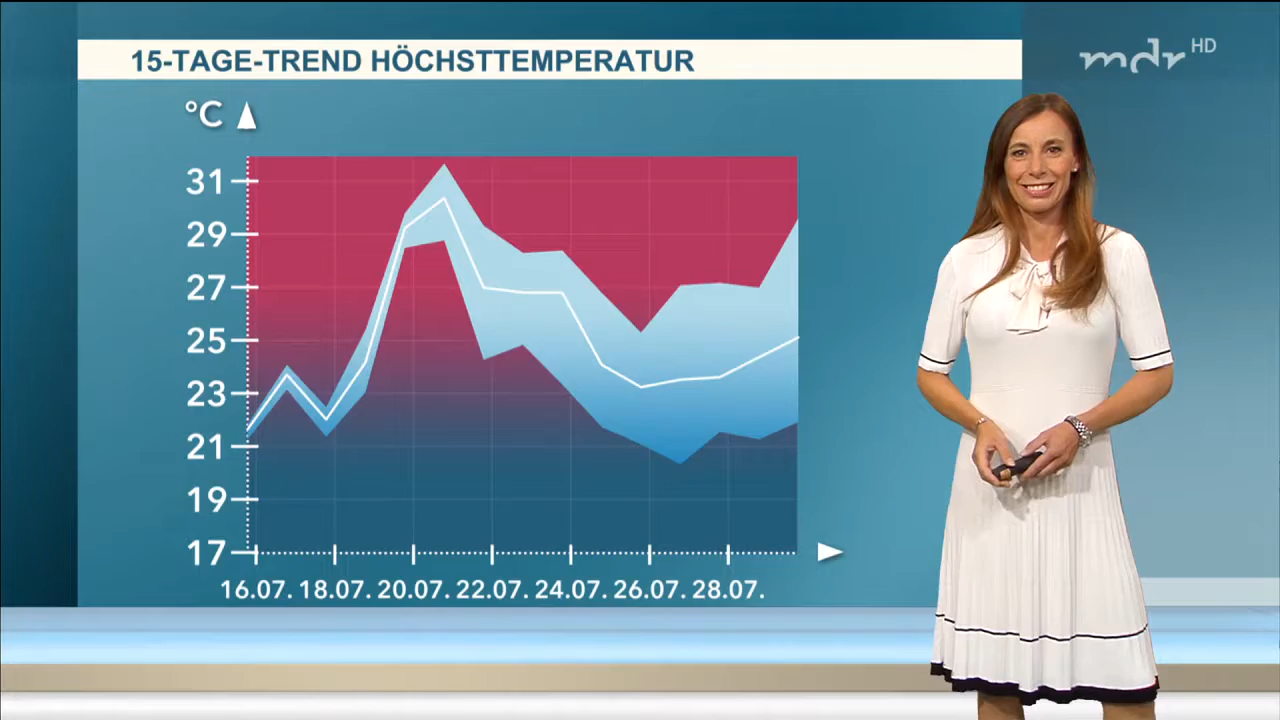 15-TAGE-TREND HÖCHSTTEMPERATUR
mdr HD
°C
31
29
27
25
23
21
19
17
16.07. 18.07. 20.07. 22.07. 24.07. 26.07. 28.07.